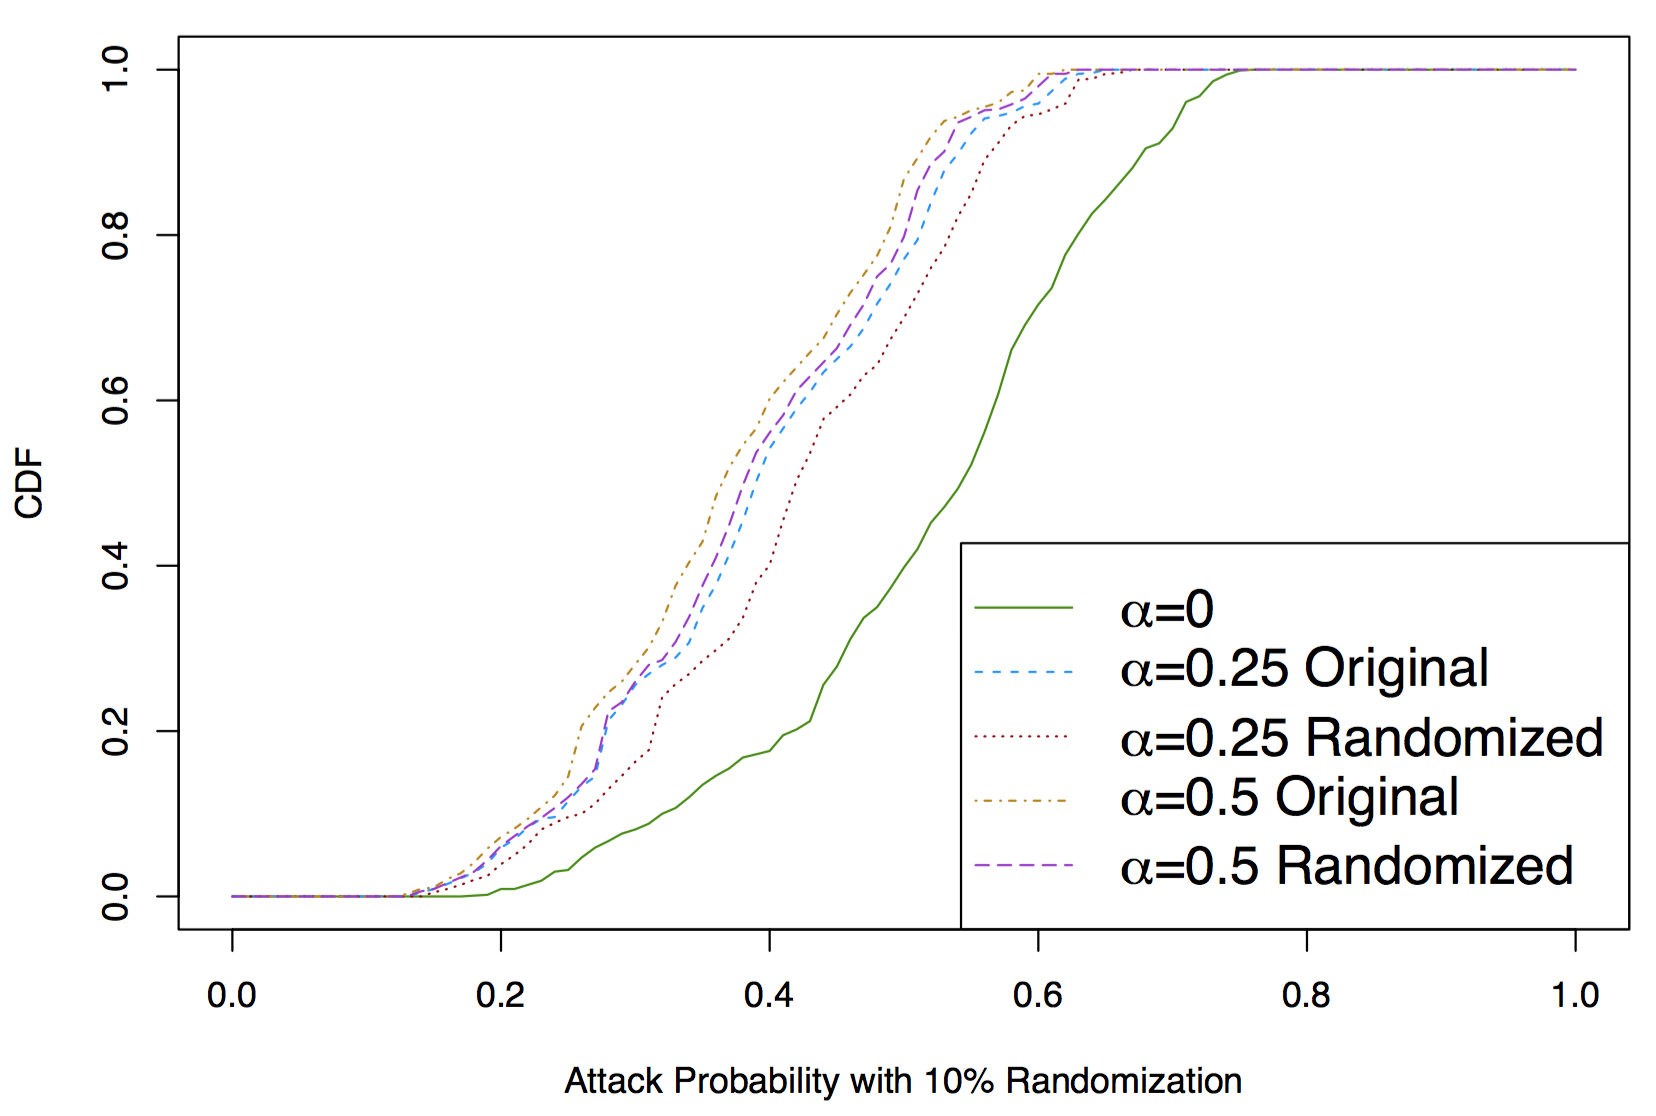 1.0
0.8
0.6
0.4
0.2
0.0
CDF
α=0
α=0.25 Original
α=0.25 Randomized
α=0.5 Original
α=0.5 Randomized
0.0 0.2 0.4 0.6 0.8 1.0
Attack Probability with 10% Randomization